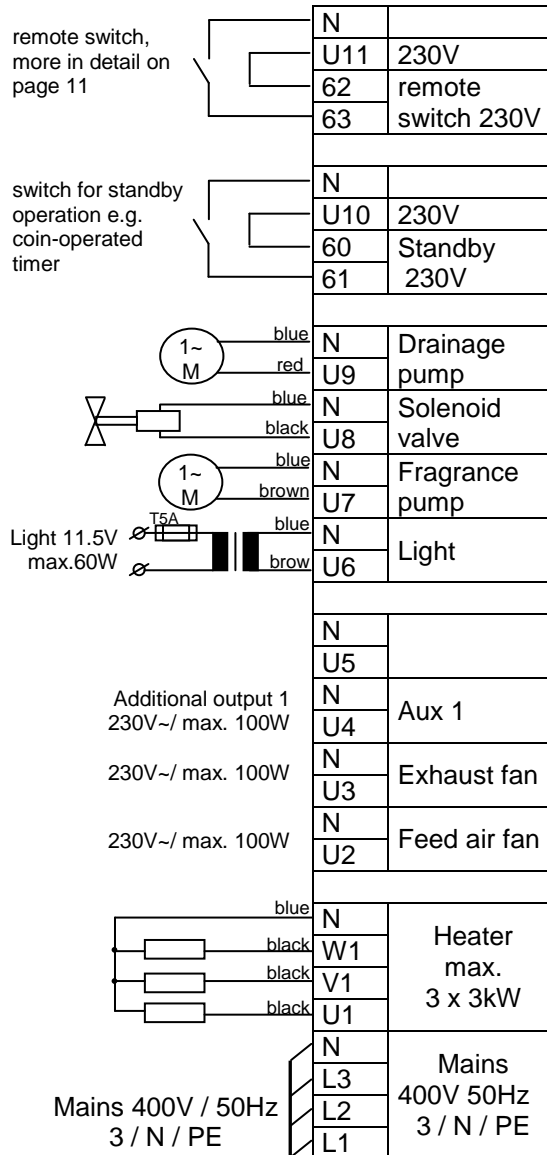 remote switch,
more in detail on
page 11
N
U11 230V
62 remote
63 switch 230V
switch for standby
operation e.g.
coin-operated
timer
N
U10 230V
60 Standby
61 230V
1~
M
blue N Drainage
red U9 pump
blue N Solenoid
black U8 valve
1~
M
blue N Fragrance
brown U7 pump
Light 11.5V
max.60W
T5A
blue N Light
brow U6
N
U5
Additional output 1
230V~/ max. 100W
N Aux 1
U4
230V~/ max. 100W
N Exhaust fan
U3
230V~/ max. 100W
N Feed air fan
U2
blue N Heater
black W1 max.
black V1 3 x 3kW
black U1
Mains 400V / 50Hz
3 / N / PE
N Mains
L3 400V 50Hz
L2 3 / N / PE
L1